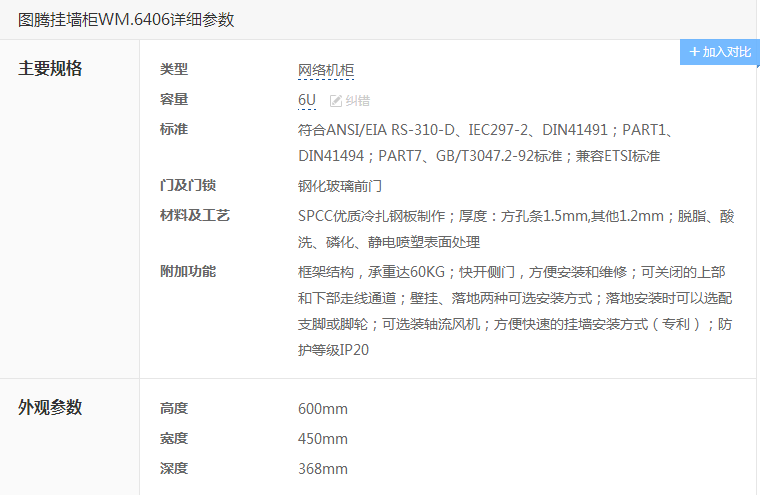 图腾挂墙柜WM.6406详细参数
加入对比
主要规格
类型
网络机柜
容量
6U 纠错
标准
符合ANSI/EIA RS-310-D、IEC297-2、DIN41491；PART1、
DIN41494；PART7、GB/T3047.2-92标准；兼容ETSI标准
门及门锁
钢化玻璃前门
材料及工艺
SPCC优质冷扎钢板制作；厚度：方孔条1.5mm,其他1.2mm；脱脂、酸
洗、磷化、静电喷塑表面处理
附加功能
框架结构，承重达60KG；快开侧门，方便安装和维修；可关闭的上部
和下部走线通道；壁挂、落地两种可选安装方式；落地安装时可以选配
支脚或脚轮；可选装轴流风机；方便快速的挂墙安装方式（专利）；防
护等级IP20
外观参数
高度
600mm
宽度
450mm
深度
368mm